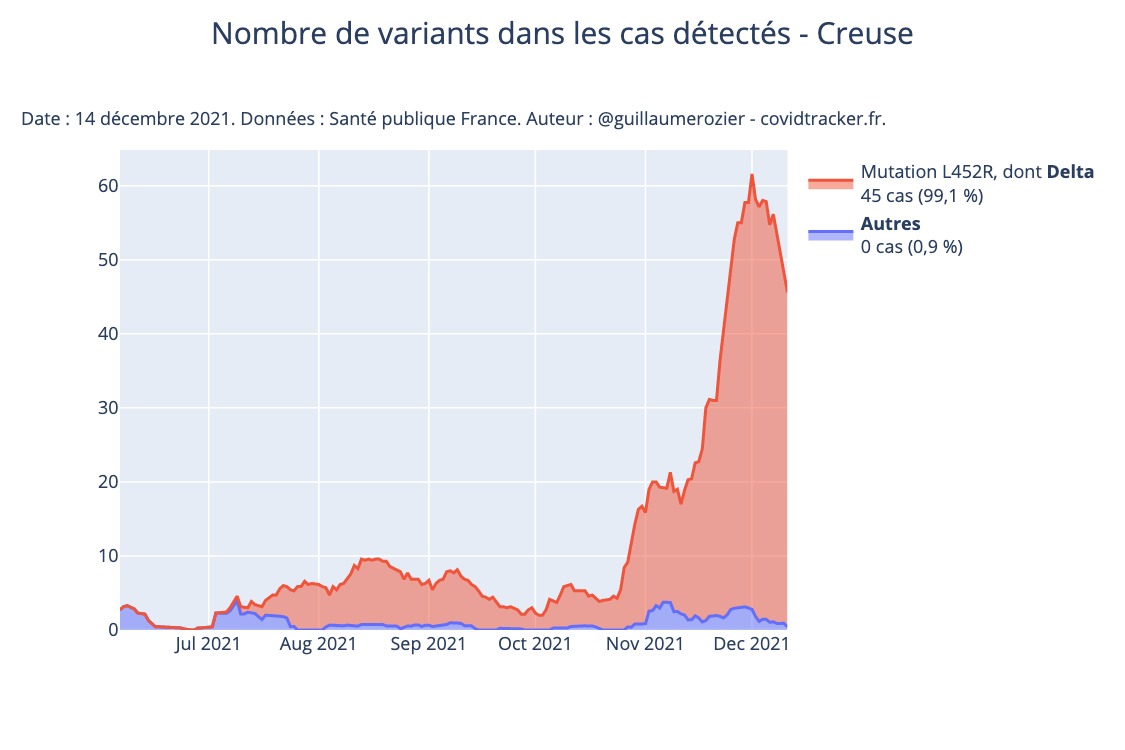 Nombre de variants dans les cas détectés - Creuse
Date : 14 décembre 2021. Données : Santé publique France. Auteur : @guillaumerozier - covidtracker.fr.
Mutation L452R, dont Delta
45 cas (99,1 %)
Autres
0 cas (0,9 %)
60
50
40
30
20
10
0
Jul 2021 Aug 2021 Sep 2021 Oct 2021 Nov 2021 Dec 2021